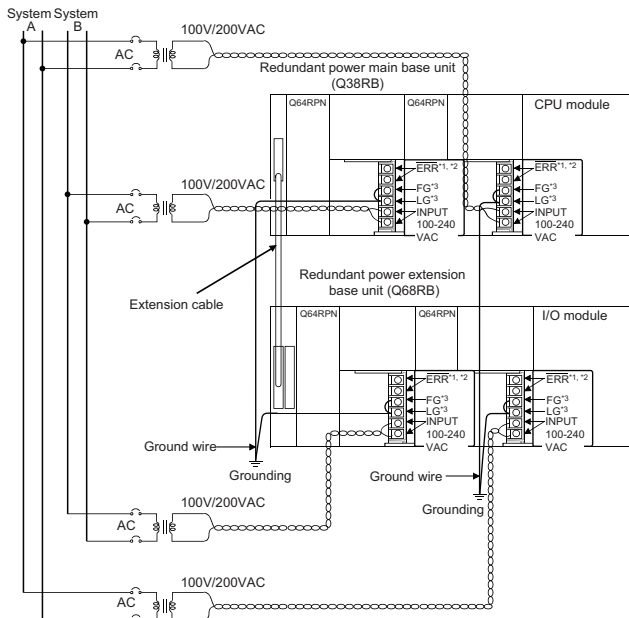 System System
A B
100V/200VAC
AC
Redundant power main base unit
(Q38RB)
Q64RPN
Q64RPN
CPU module
ERR*1, *2
FG*3
LG*3
INPUT
100-240
VAC
ERR*1, *2
FG*3
LG*3
INPUT
100-240
VAC
100V/200VAC
AC
Extension cable
Redundant power extension
base unit (Q68RB)
Q64RPN
Q64RPN
I/O module
ERR*1, *2
FG*3
LG*3
INPUT
100-240
VAC
ERR*1, *2
FG*3
LG*3
INPUT
100-240
VAC
Ground wire
Grounding
Ground wire
Grounding
100V/200VAC
AC
100V/200VAC
AC